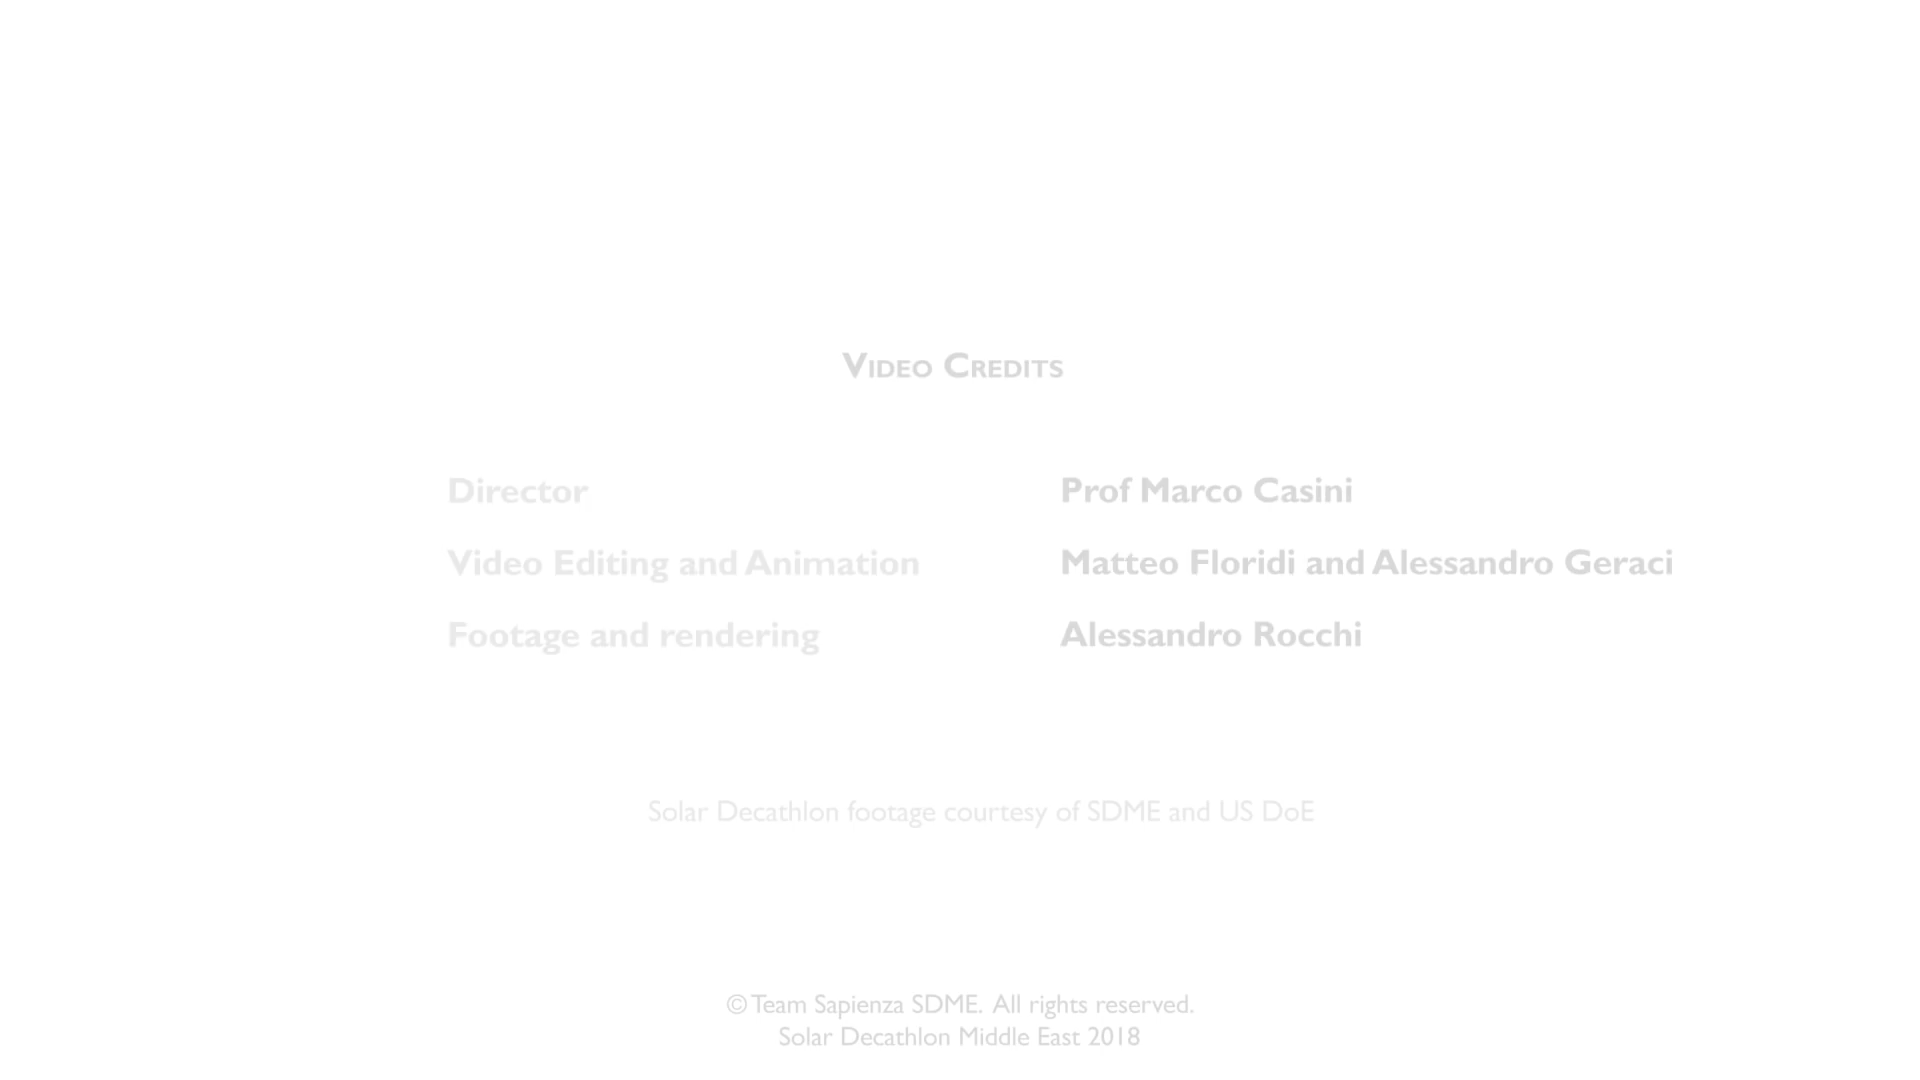 VIDEO CREDITS
Director Prof Marco Casini
Video Editing and Animation Matteo Floridi and Alessandro Geraci
Footage and rendering Alessandro Rocchi
Solar Decathlon footage courtesy of SDME and US DoE
© Team Sapienza SDME. All rights reserved.
Solar Decathlon Middle East 2018